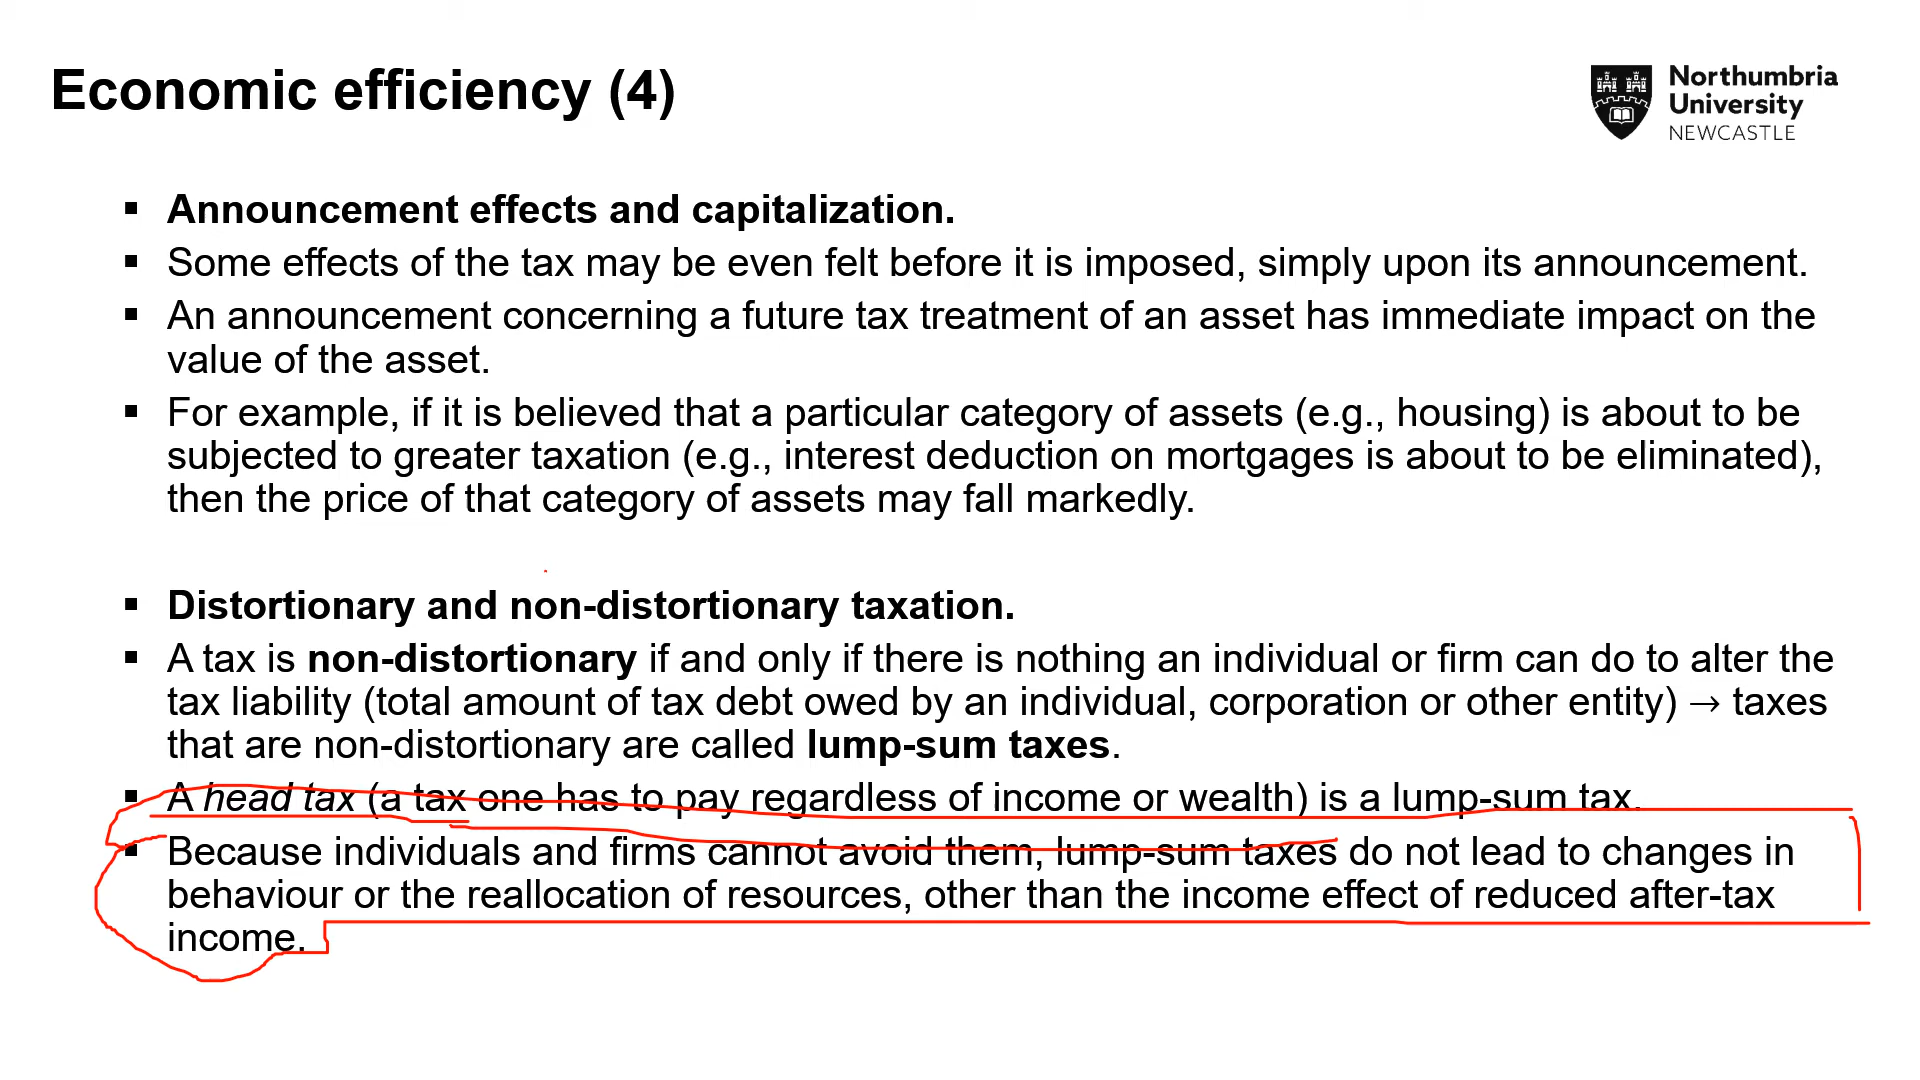 Economic efficiency (4)
Northumbria
University
NEWCASTLE
▪ Announcement effects and capitalization.
▪ Some effects of the tax may be even felt before it is imposed, simply upon its announcement.
▪ An announcement concerning a future tax treatment of an asset has immediate impact on the
value of the asset.
▪ For example, if it is believed that a particular category of assets (e.g., housing) is about to be
subjected to greater taxation (e.g., interest deduction on mortgages is about to be eliminated),
then the price of that category of assets may fall markedly.
▪ Distortionary and non-distortionary taxation.
▪ A tax is non-distortionary if and only if there is nothing an individual or firm can do to alter the
tax liability (total amount of tax debt owed by an individual, corporation or other entity) → taxes
that are non-distortionary are called lump-sum taxes.
▪ A head tax (a tax one has to pay regardless of income or wealth) is a lump-sum tax.
▪ Because individuals and firms cannot avoid them, lump-sum taxes do not lead to changes in
behaviour or the reallocation of resources, other than the income effect of reduced after-tax
income.